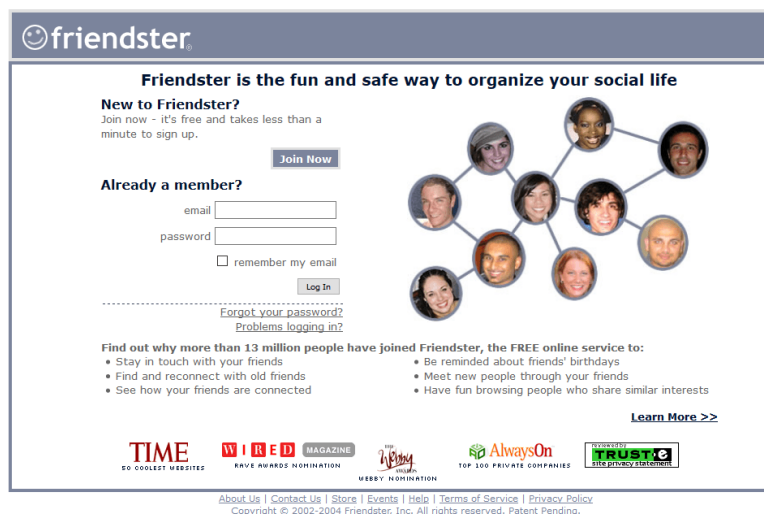 friendster®
Friendster is the fun and safe way to organize your social life
New to Friendster?
Join now - it's free and takes less than a
minute to sign up.
Join Now
Already a member?
email
password
remember my email
Log In
Forgot your password?
Problems logging in?
Find out why more than 13 million people have joined Friendster, the FREE online service to:
• Stay in touch with your friends
• Find and reconnect with old friends
• See how your friends are connected
• Be reminded about friends' birthdays
• Meet new people through your friends
• Have fun browsing people who share similar interests
Learn More >>
TIME
50 COOLEST WEBSITES
WIRED MAGAZINE
RAVE AWARDS NOMINATION
THE
Webby
AWARDS
WEBBY NOMINATION
AlwaysOn
TOP 100 PRIVATE COMPANIES
reviewed by
TRUST·e
site privacy statement
About Us | Contact Us | Store | Events | Help | Terms of Service | Privacy Policy
Copyright © 2002-2004 Friendster, Inc. All rights reserved. Patent Pending.